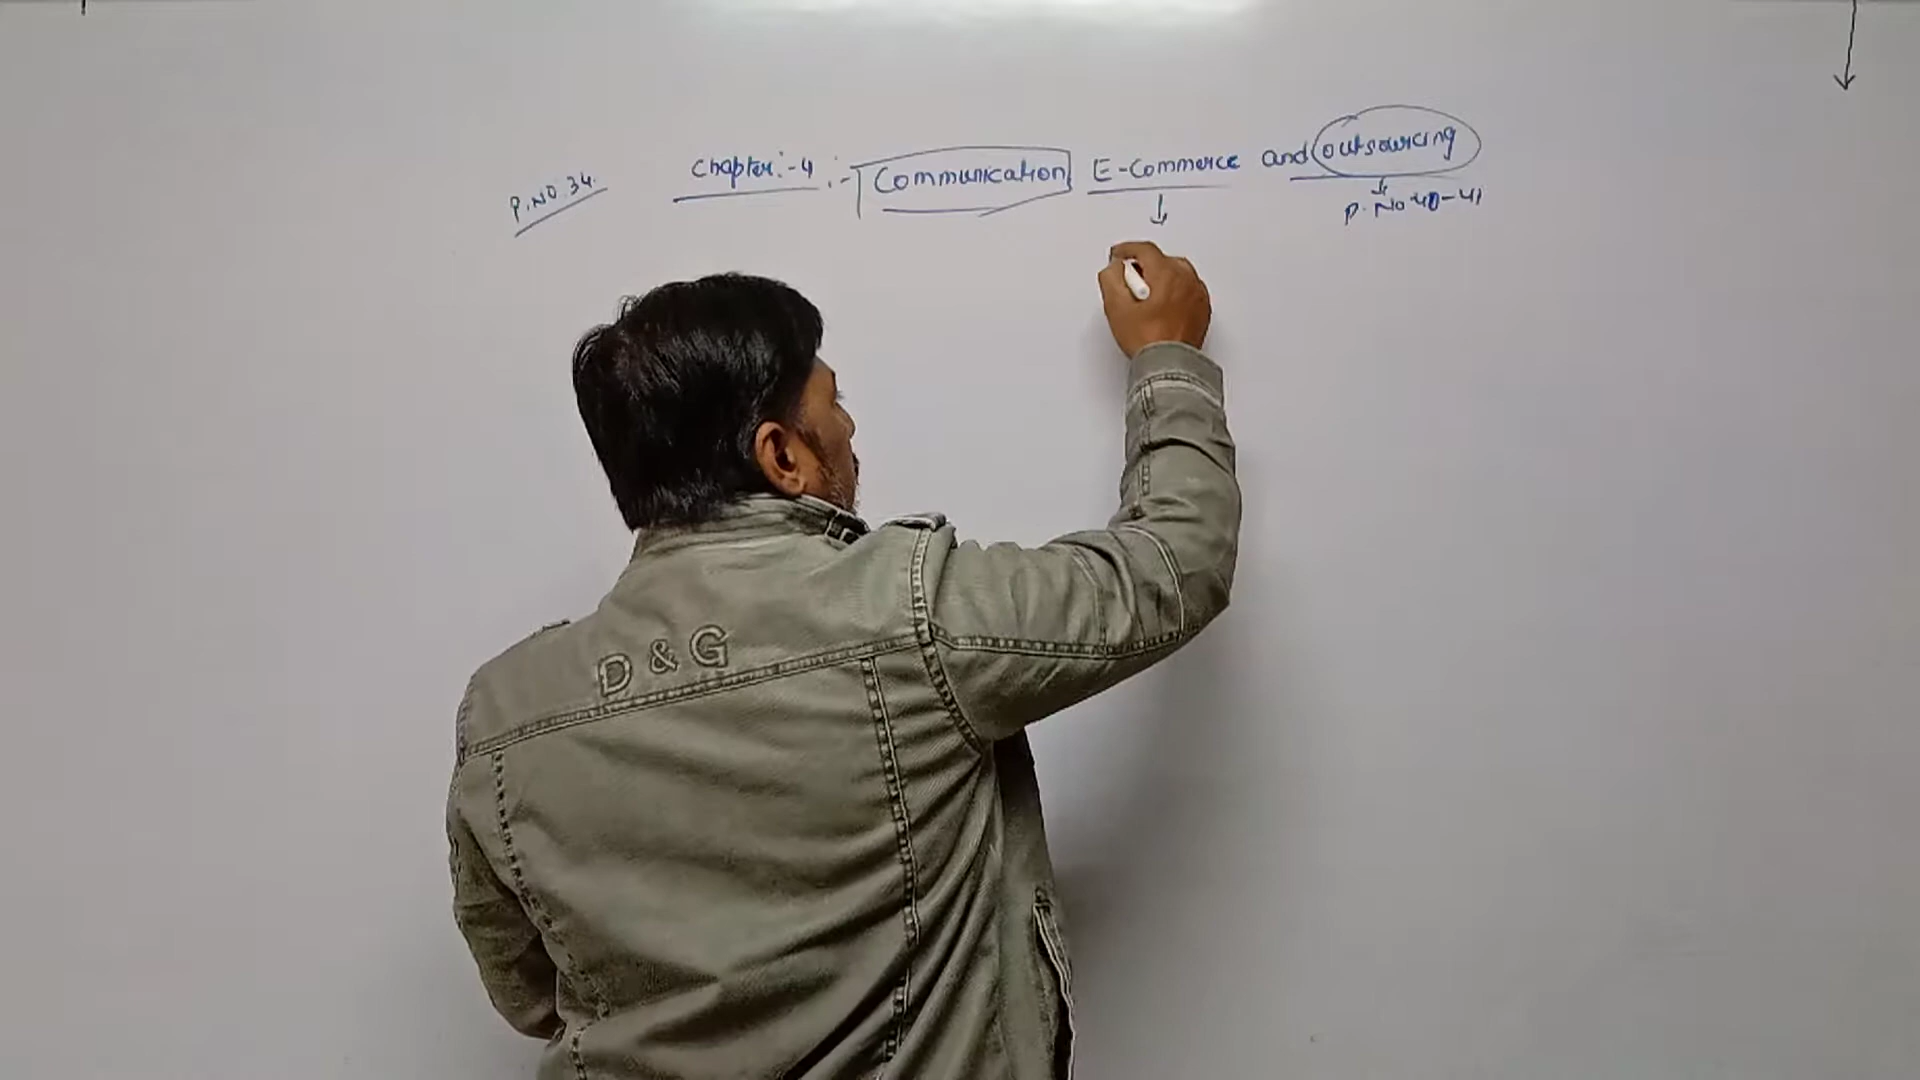 Chapter:-4 :- Communication E-Commerce and outsourcing
P.NO.34.
P. No 40-41
D & G